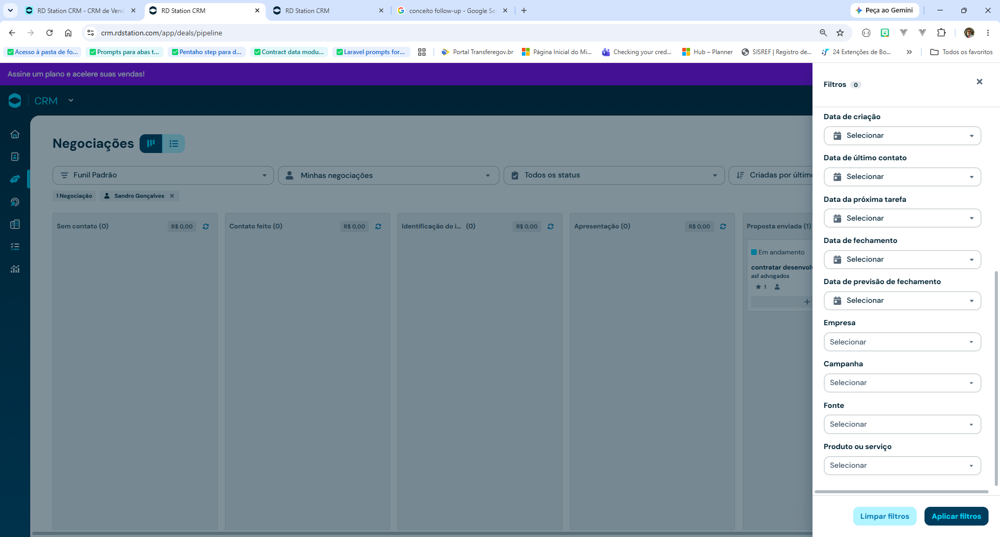 RD Station CRM - CRM de Vend
RD Station CRM
RD Station CRM
conceito follow-up - Google Se
Peça ao Gemini
crm.rdstation.com/app/deals/pipeline
Acesso à pasta de fo...
Prompts para abas t...
Pentaho step para d...
Contract data modu...
Laravel prompts for...
Portal Transferegov.br
Página Inicial do Mi...
Checking your cred...
Hub – Planner
SISREF | Registro de...
24 Extenções de Bo...
Todos os favoritos
Assine um plano e acelere suas vendas!
CRM
Negociações
Funil Padrão
Minhas negociações
Todos os status
Criadas por último
1 Negociação
Sandro Gonçalves
Sem contato (0)
R$ 0,00
Contato feito (0)
R$ 0,00
Identificação do i... (0)
R$ 0,00
Apresentação (0)
R$ 0,00
Proposta enviada (1)
Em andamento
contratar desenvolv
asf advogados
1
Filtros 0
Data de criação
Selecionar
Data de último contato
Selecionar
Data da próxima tarefa
Selecionar
Data de fechamento
Selecionar
Data de previsão de fechamento
Selecionar
Empresa
Selecionar
Campanha
Selecionar
Fonte
Selecionar
Produto ou serviço
Selecionar
Limpar filtros
Aplicar filtros